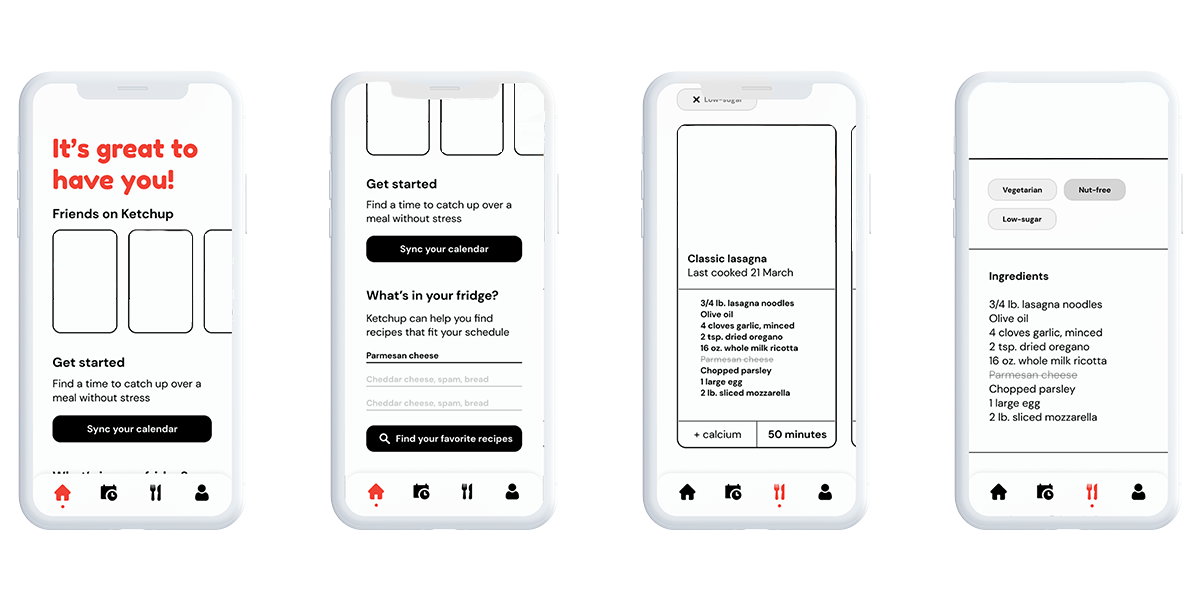 It's great to
have you!
Friends on Ketchup
Get started
Find a time to catch up over a
meal without stress
Sync your calendar
What's in your fridge?
Get started
Find a time to catch up over a
meal without stress
Sync your calendar
What's in your fridge?
Ketchup can help you find
recipes that fit your schedule
Parmesan cheese
Cheddar cheese, spam, bread
Cheddar cheese, spam, bread
Find your favorite recipes
Low-sugar
Classic lasagna
Last cooked 21 March
3/4 lb. lasagna noodles
Olive oil
4 cloves garlic, minced
2 tsp. dried oregano
16 oz. whole milk ricotta
Parmesan cheese
Chopped parsley
1 large egg
2 lb. sliced mozzarella
+ calcium
50 minutes
Vegetarian
Nut-free
Low-sugar
Ingredients
3/4 lb. lasagna noodles
Olive oil
4 cloves garlic, minced
2 tsp. dried oregano
16 oz. whole milk ricotta
Parmesan cheese
Chopped parsley
1 large egg
2 lb. sliced mozzarella